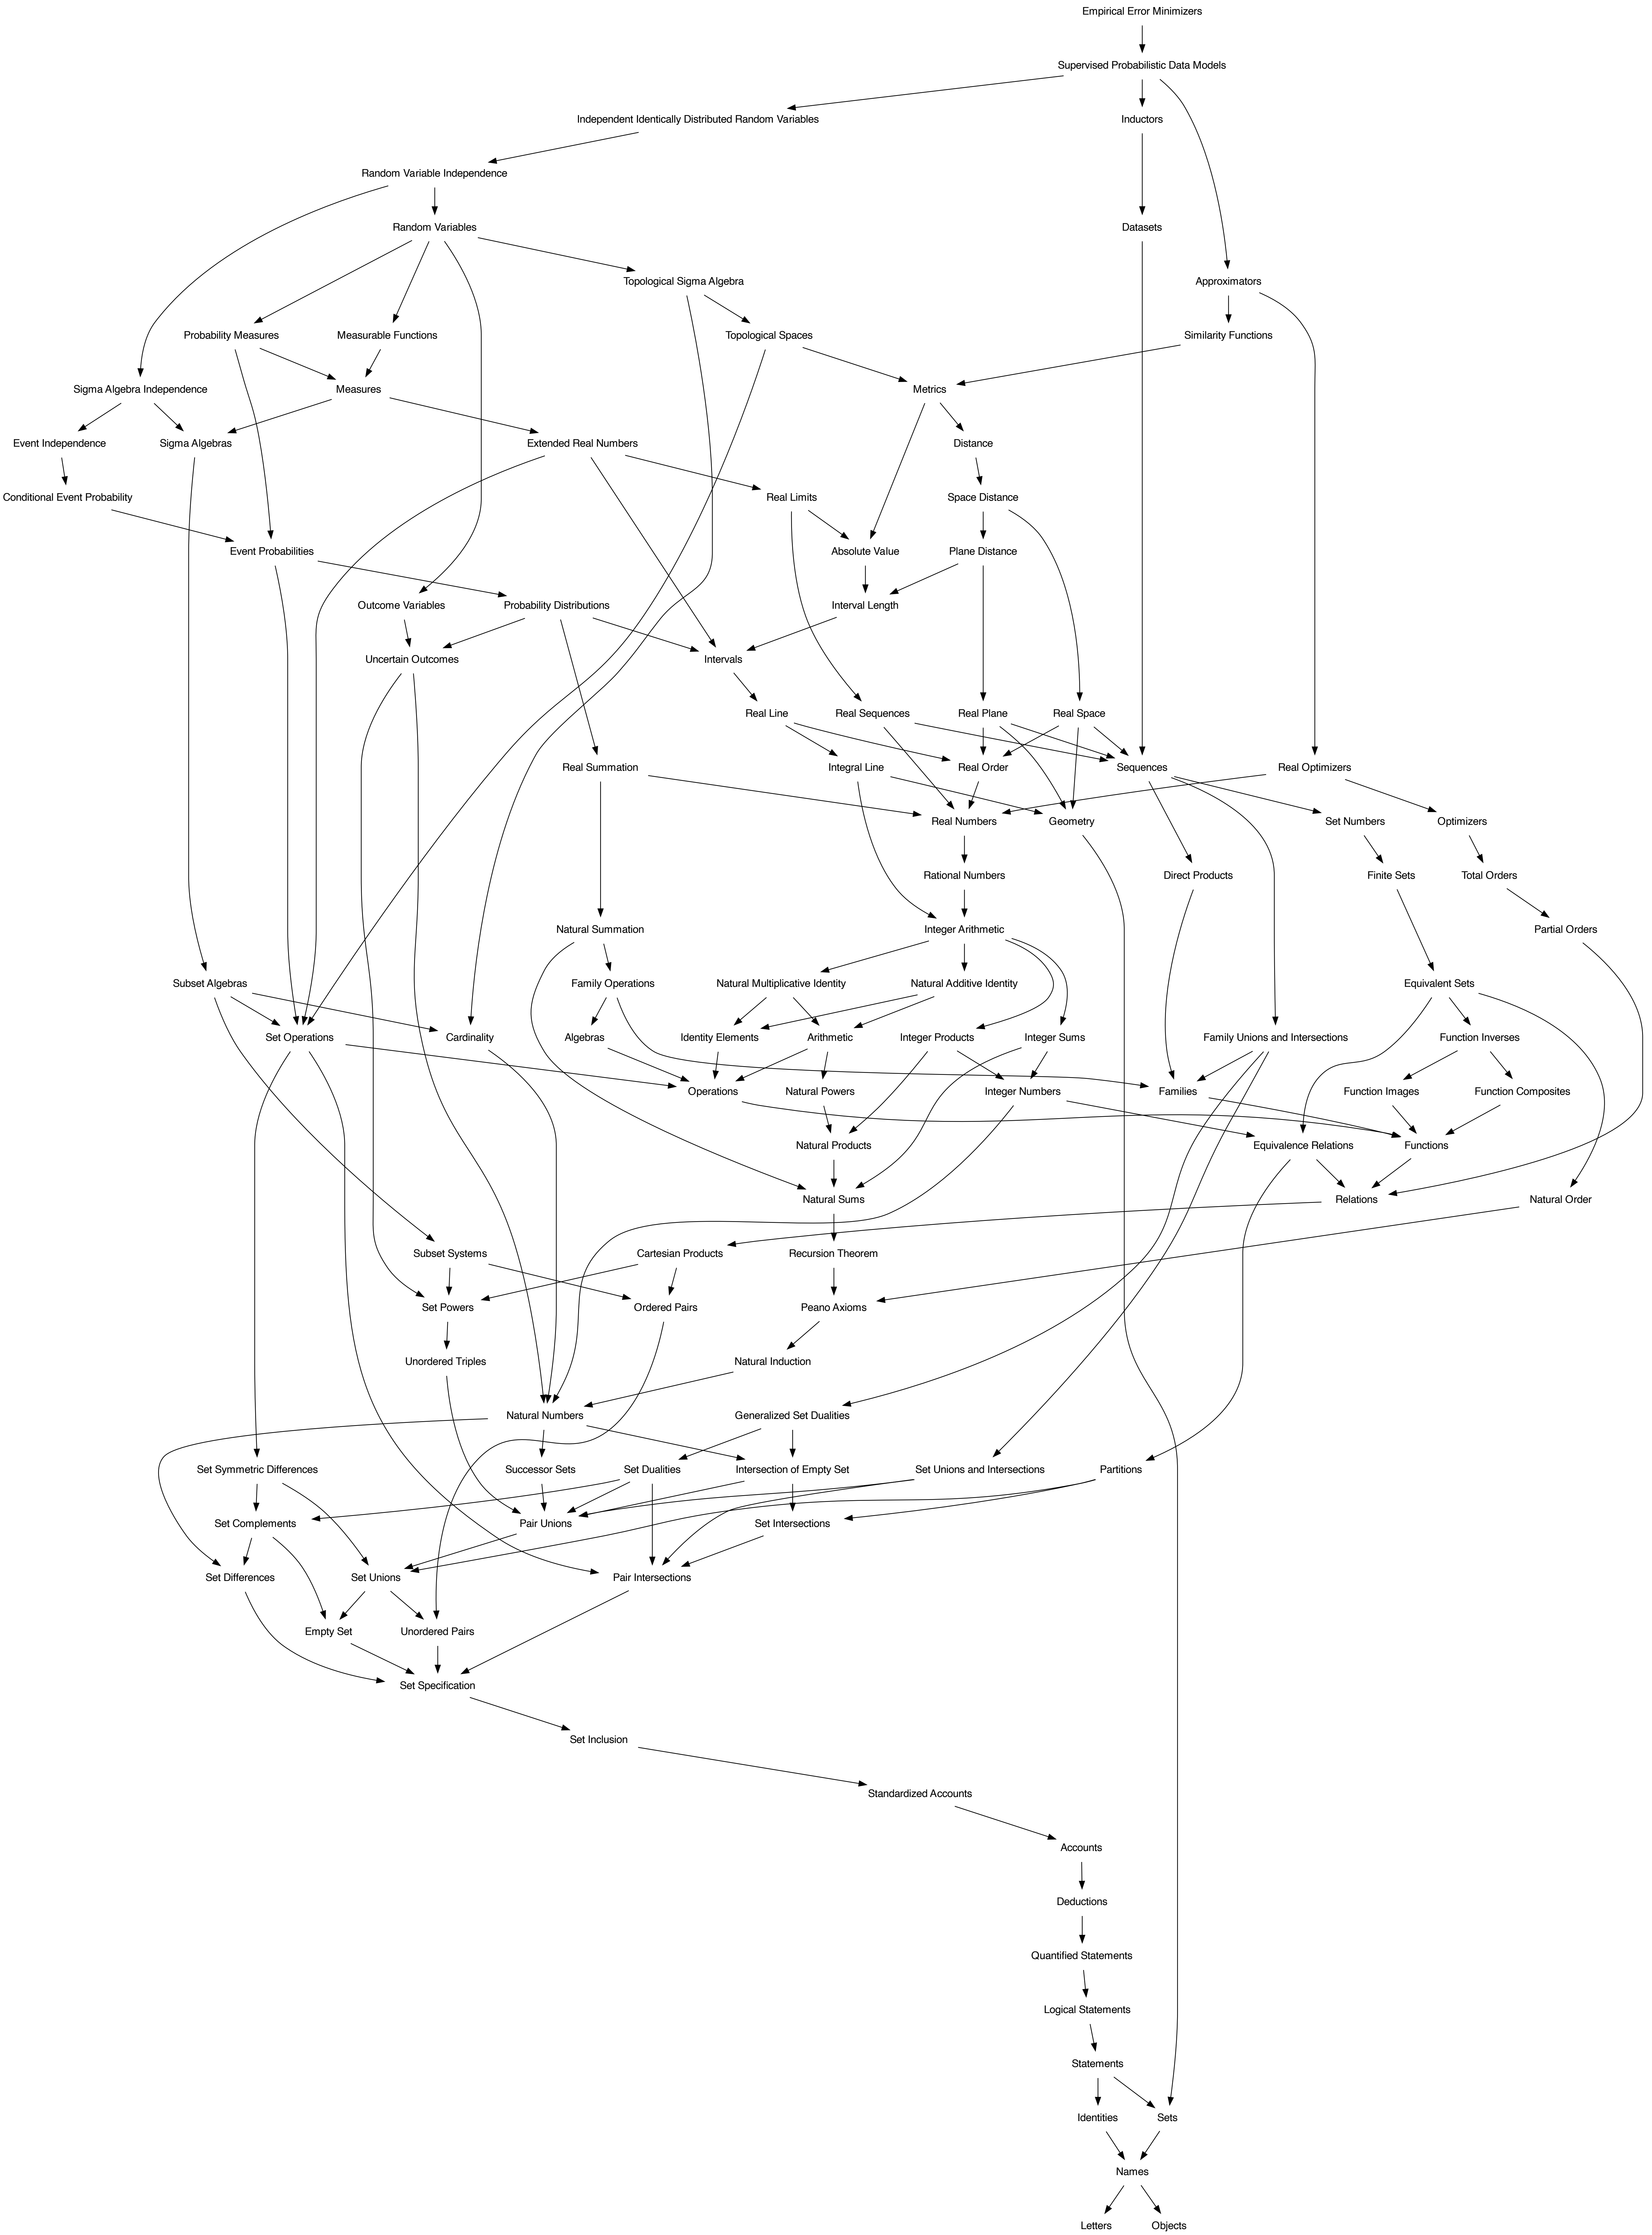 Empirical Error Minimizers
Supervised Probabilistic Data Models
Independent Identically Distributed Random Variables
Inductors
Random Variable Independence
Random Variables
Datasets
Topological Sigma Algebra
Approximators
Probability Measures
Measurable Functions
Topological Spaces
Similarity Functions
Sigma Algebra Independence
Measures
Metrics
Event Independence
Sigma Algebras
Extended Real Numbers
Distance
Conditional Event Probability
Real Limits
Space Distance
Event Probabilities
Absolute Value
Plane Distance
Outcome Variables
Probability Distributions
Interval Length
Uncertain Outcomes
Intervals
Real Line
Real Sequences
Real Plane
Real Space
Real Summation
Integral Line
Real Order
Sequences
Real Optimizers
Real Numbers
Geometry
Set Numbers
Optimizers
Rational Numbers
Direct Products
Finite Sets
Total Orders
Natural Summation
Integer Arithmetic
Partial Orders
Subset Algebras
Family Operations
Natural Multiplicative Identity
Natural Additive Identity
Equivalent Sets
Set Operations
Cardinality
Algebras
Identity Elements
Arithmetic
Integer Products
Integer Sums
Family Unions and Intersections
Function Inverses
Operations
Natural Powers
Integer Numbers
Families
Function Images
Function Composites
Natural Products
Equivalence Relations
Functions
Natural Sums
Relations
Natural Order
Subset Systems
Cartesian Products
Recursion Theorem
Set Powers
Ordered Pairs
Peano Axioms
Unordered Triples
Natural Induction
Natural Numbers
Generalized Set Dualities
Set Symmetric Differences
Successor Sets
Set Dualities
Intersection of Empty Set
Set Unions and Intersections
Partitions
Set Complements
Pair Unions
Set Intersections
Set Differences
Set Unions
Pair Intersections
Empty Set
Unordered Pairs
Set Specification
Set Inclusion
Standardized Accounts
Accounts
Deductions
Quantified Statements
Logical Statements
Statements
Identities
Sets
Names
Letters
Objects